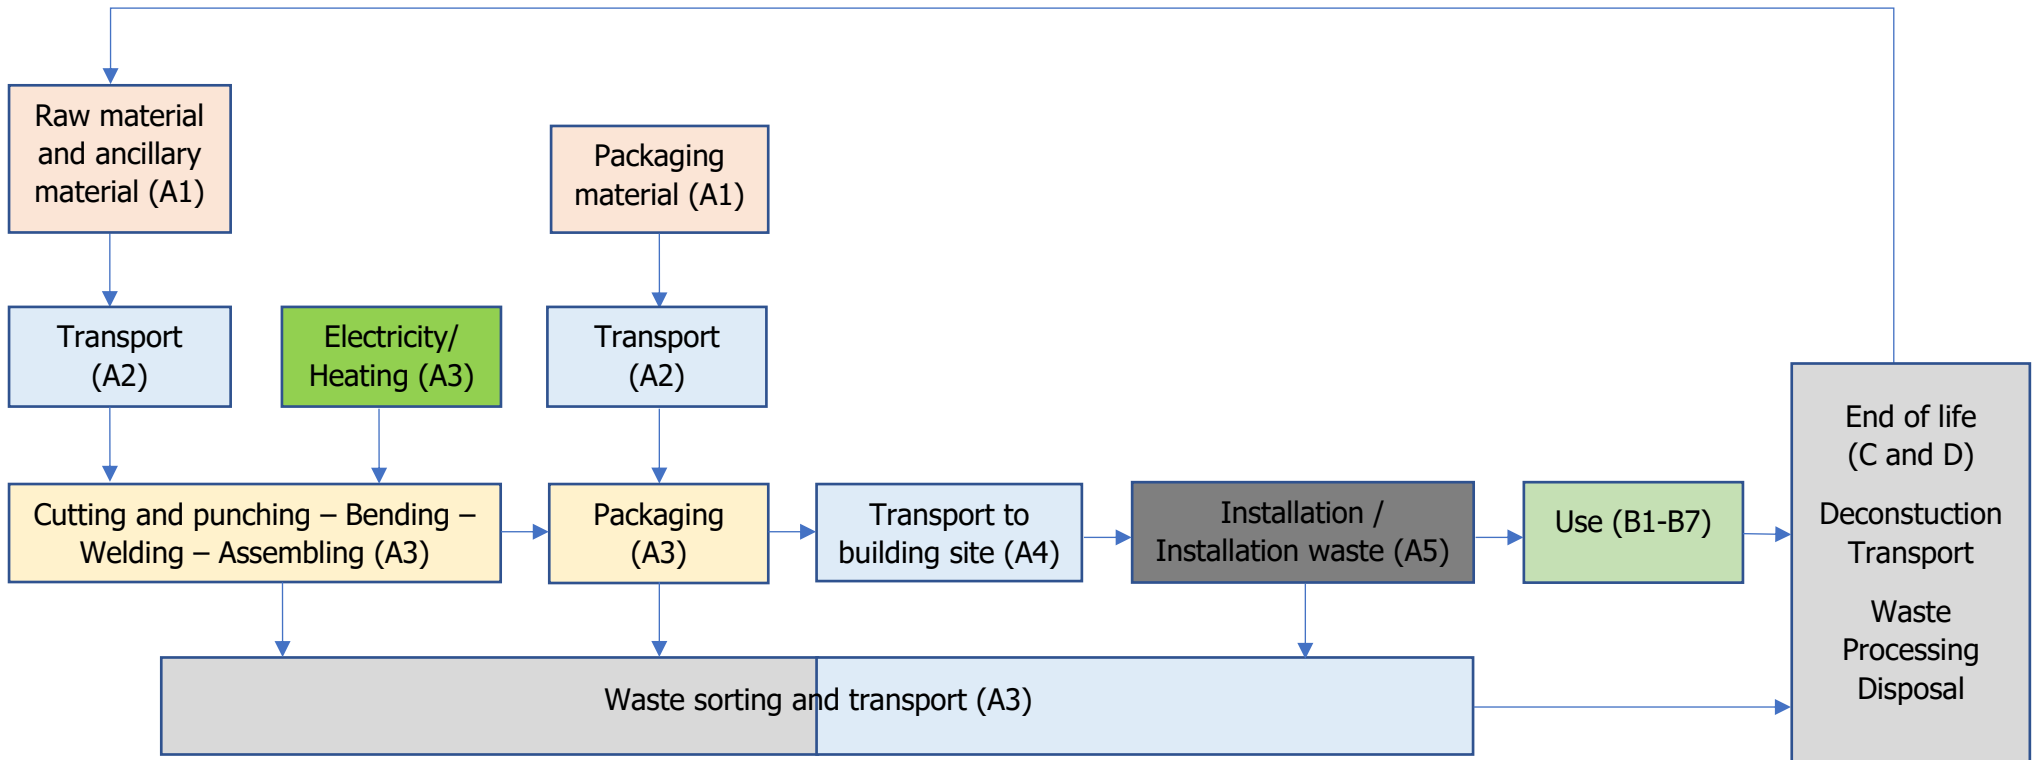 Raw material
and ancillary
material (A1)
Packaging
material (A1)
Transport
(A2)
Electricity/
Heating (A3)
Transport
(A2)
Cutting and punching – Bending –
Welding – Assembling (A3)
Packaging
(A3)
Transport to
building site (A4)
Installation /
Installation waste (A5)
Use (B1-B7)
End of life
(C and D)
Deconstuction
Transport
Waste
Processing
Disposal
Waste sorting and transport (A3)